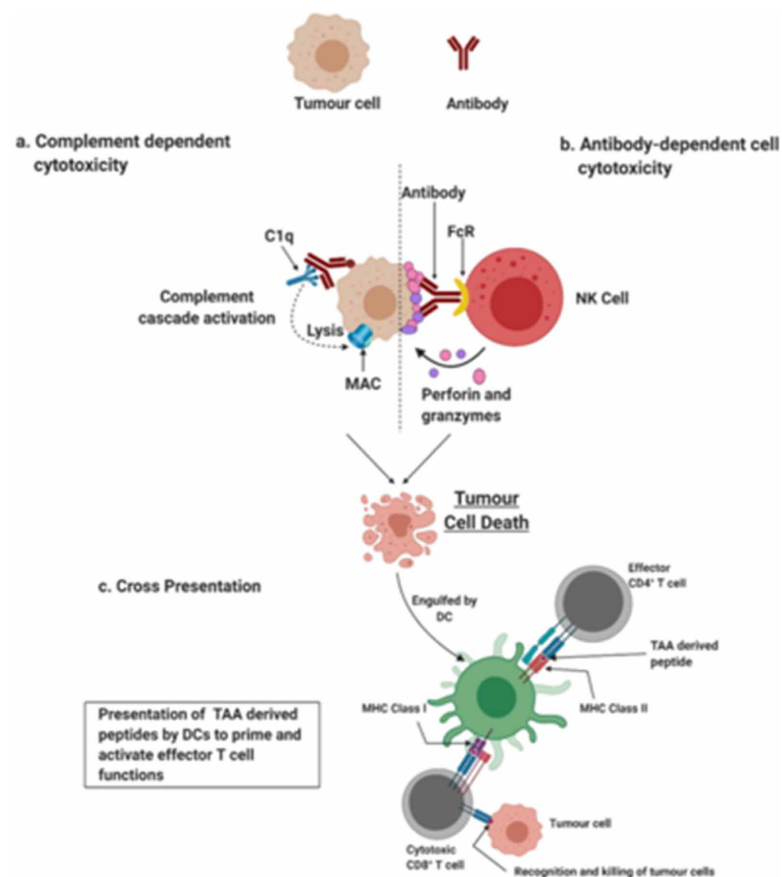 Tumour cell
Antibody
a. Complement dependent
cytotoxicity
b. Antibody-dependent cell
cytotoxicity
Antibody
FcR
C1q
NK Cell
Complement
cascade activation
Lysis
MAC
Perforin and
granzymes
Tumour
Cell Death
c. Cross Presentation
Engulfed by
DC
Effector
CD4⁺ T cell
TAA derived
peptide
MHC Class I
MHC Class II
Presentation of TAA derived
peptides by DCs to prime and
activate effector T cell
functions
Tumour cell
Cytotoxic
CD8⁺ T cell
Recognition and killing of tumour cells